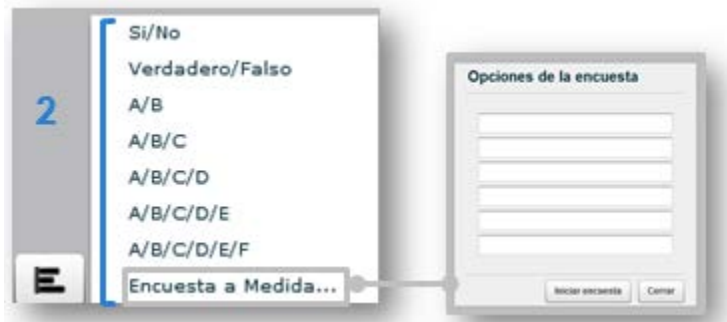 Si/No
Verdadero/Falso
2
A/B
A/B/C
A/B/C/D
A/B/C/D/E
A/B/C/D/E/F
Encuesta a Medida...
Opciones de la encuesta
Iniciar encuesta
Cerrar